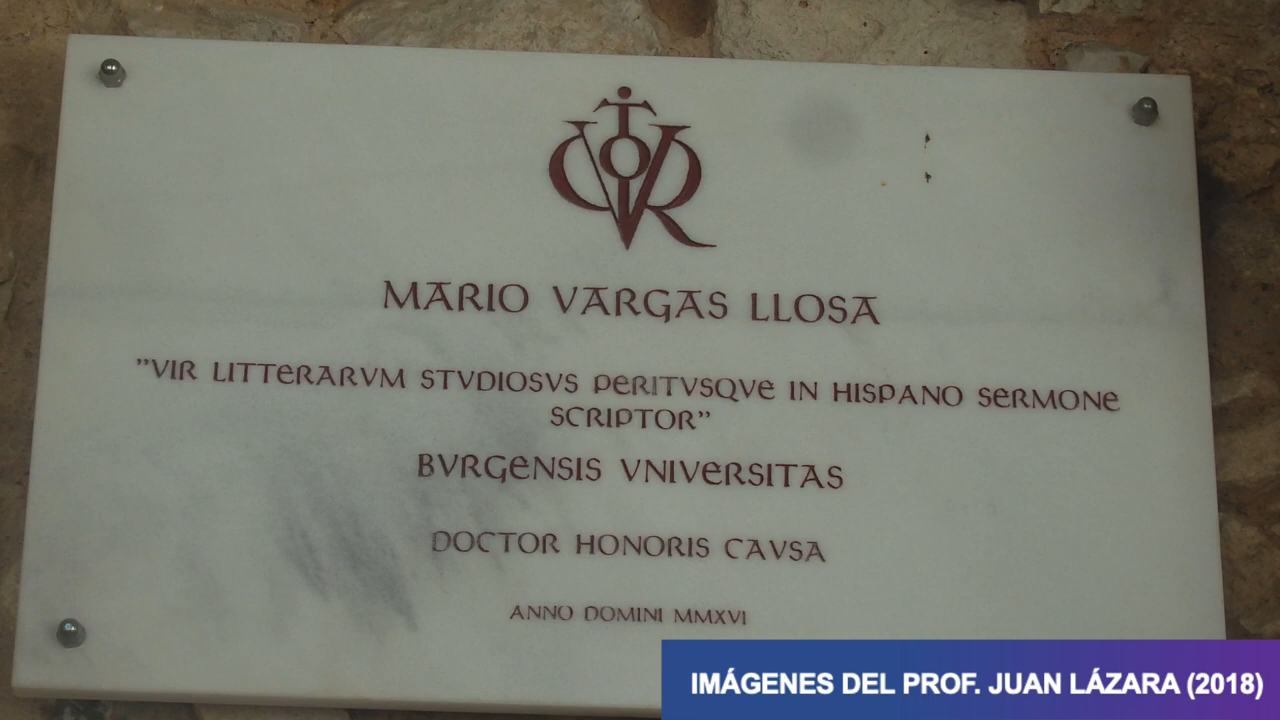 MARIO VARGAS LLOSA
"VIR LITTERARVM STVDIOSVS PERITVSQVE IN HISPANO SERMONE
SCRIPTOR"
BVRGENSIS VNIVERSITAS
DOCTOR HONORIS CAVSA
ANNO DOMINI MMXVI
IMÁGENES DEL PROF. JUAN LÁZARA (2018)